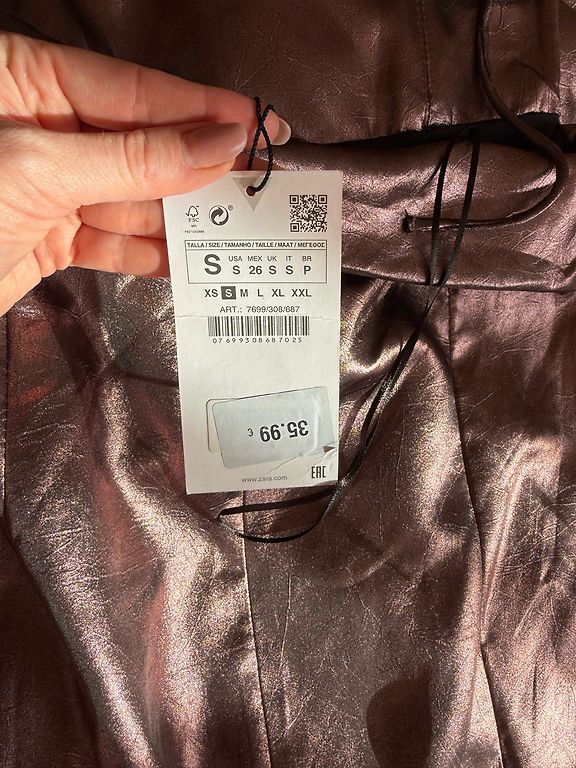 FSC
MIX
TALLA / SIZE / TAMANHO / TAILLE / MAAT / ΜΕΓΕΘΟΣ
S USA MEX UK IT BR
S 26 S S P
XS S M L XL XXL
ART.: 7699/308/687
07699308687025
35.99 €
www.zara.com
EAC